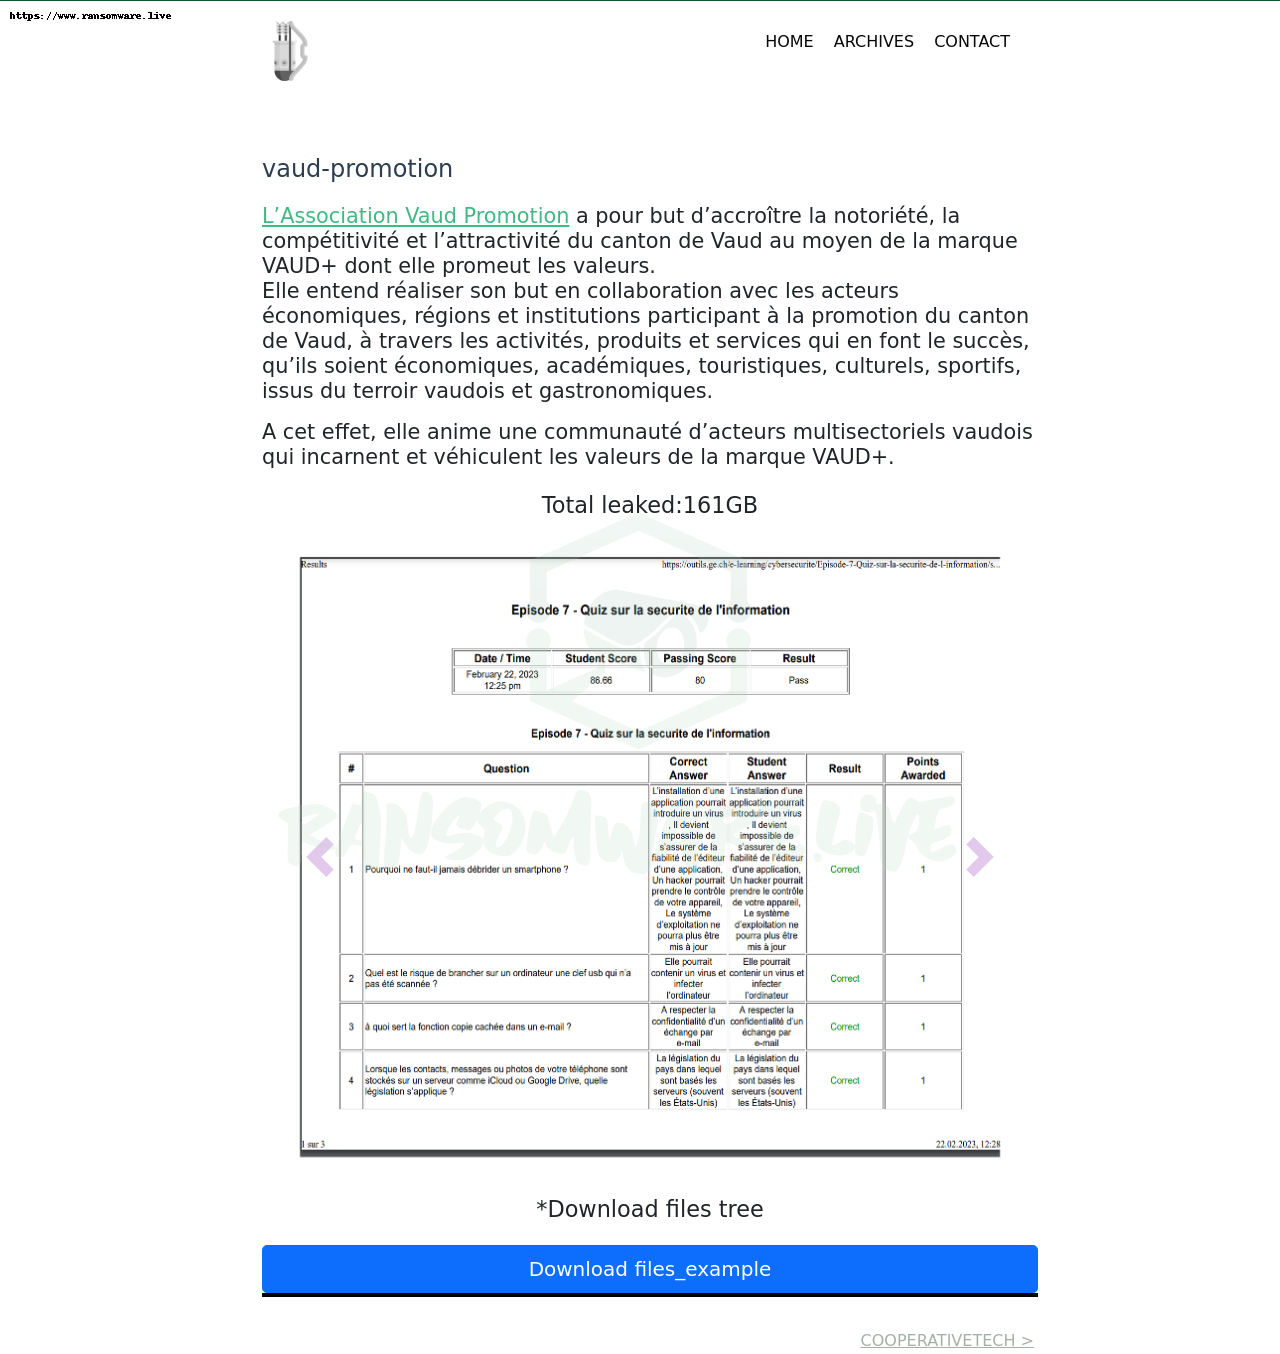 https://www.ransomware.live
HOME ARCHIVES CONTACT
vaud-promotion
L’Association Vaud Promotion a pour but d’accroître la notoriété, la
compétitivité et l’attractivité du canton de Vaud au moyen de la marque
VAUD+ dont elle promeut les valeurs.
Elle entend réaliser son but en collaboration avec les acteurs
économiques, régions et institutions participant à la promotion du canton
de Vaud, à travers les activités, produits et services qui en font le succès,
qu’ils soient économiques, académiques, touristiques, culturels, sportifs,
issus du terroir vaudois et gastronomiques.
A cet effet, elle anime une communauté d’acteurs multisectoriels vaudois
qui incarnent et véhiculent les valeurs de la marque VAUD+.
Total leaked:161GB
Results https://outils.ge.ch/e-learning/cybersecurite/Episode-7-Quiz-sur-la-securite-de-l-information/s...
Episode 7 - Quiz sur la securite de l'information
Date / Time Student Score Passing Score Result
February 22, 2023
12:25 pm 86.66 80 Pass
Episode 7 - Quiz sur la securite de l'information
# Question Correct Answer Student Answer Result Points Awarded
RANSOMWARE.LIVE
1 Pourquoi ne faut-il jamais débrider un smartphone ?
L'installation d'une
application pourrait
introduire un virus
, Il devient
impossible de
s'assurer de la
fiabilité de l'éditeur
d'une application,
Un hacker pourrait
prendre le contrôle
de votre appareil,
Le système
d'exploitation ne
pourra plus être
mis à jour
L'installation d'une
application pourrait
introduire un virus
, Il devient
impossible de
s'assurer de la
fiabilité de l'éditeur
d'une application,
Un hacker pourrait
prendre le contrôle
de votre appareil,
Le système
d'exploitation ne
pourra plus être
mis à jour
Correct 1
2 Quel est le risque de brancher sur un ordinateur une clef usb qui n'a
pas été scannée ?
Elle pourrait
contenir un virus et
infecter
l'ordinateur
Elle pourrait
contenir un virus et
infecter
l'ordinateur
Correct 1
3 à quoi sert la fonction copie cachée dans un e-mail ?
A respecter la
confidentialité d'un
échange par
e-mail
A respecter la
confidentialité d'un
échange par
e-mail
Correct 1
4 Lorsque les contacts, messages ou photos de votre téléphone sont
stockés sur un serveur comme iCloud ou Google Drive, quelle
législation s'applique ?
La législation du
pays dans lequel
sont basés les
serveurs (souvent
les États-Unis)
La législation du
pays dans lequel
sont basés les
serveurs (souvent
les États-Unis)
Correct 1
1 sur 3 22.02.2023, 12:28
*Download files tree
Download files_example
COOPERATIVETECH >